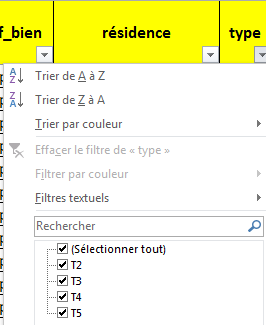 f_bien résidence type
Trier de A à Z
Trier de Z à A
Trier par couleur
Effacer le filtre de « type »
Filtrer par couleur
Filtres textuels
Rechercher
(Sélectionner tout)
T2
T3
T4
T5